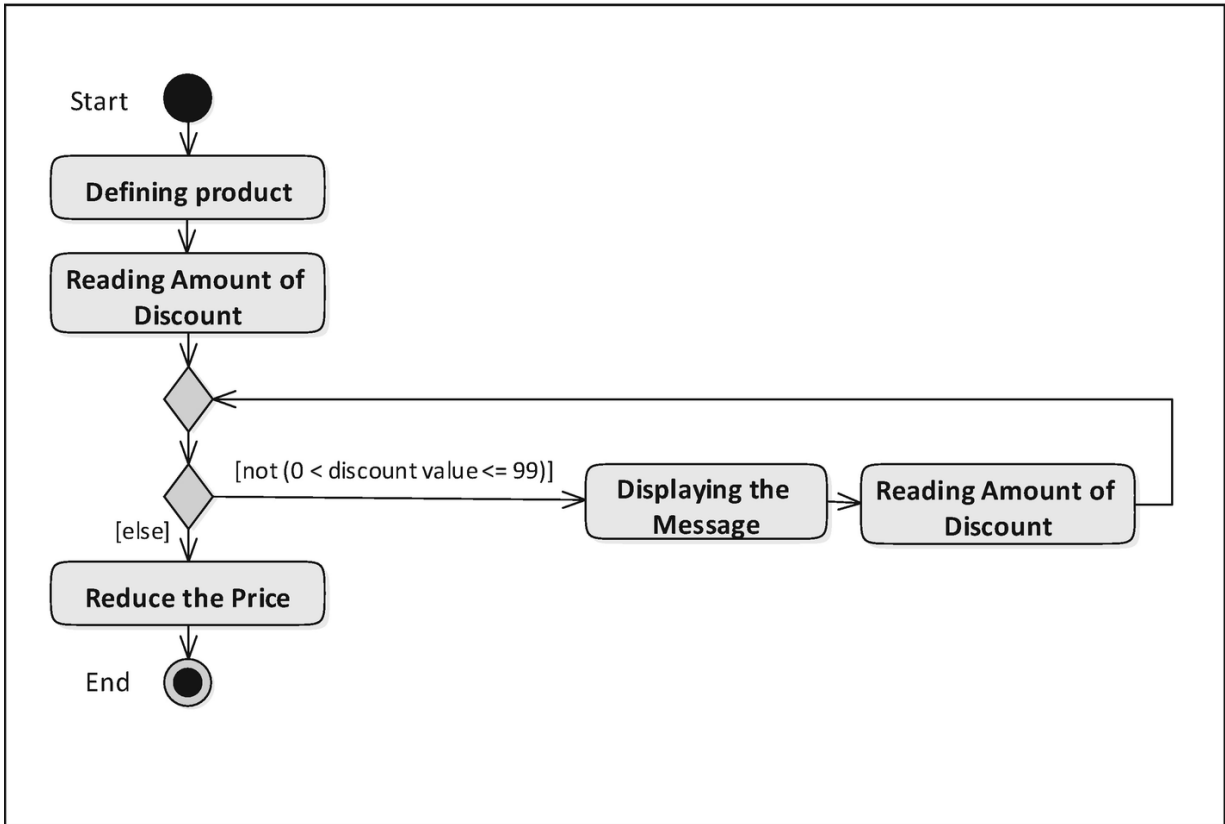 Start
Defining product
Reading Amount of
Discount
[not (0 < discount value <= 99)]
Displaying the
Message
Reading Amount of
Discount
[else]
Reduce the Price
End